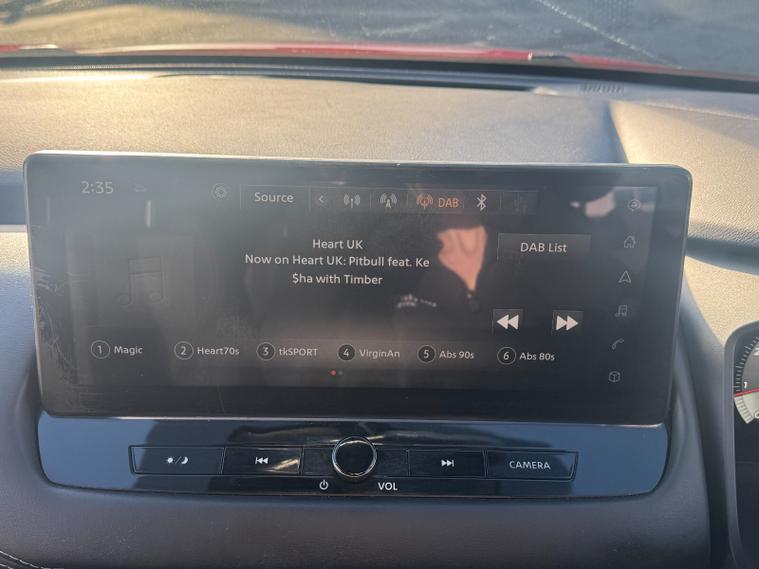 2:35
Source
DAB
Heart UK
DAB List
Now on Heart UK: Pitbull feat. Ke
$ha with Timber
1 Magic 2 Heart70s 3 tkSPORT 4 VirginAn 5 Abs 90s 6 Abs 80s
CAMERA
VOL
1